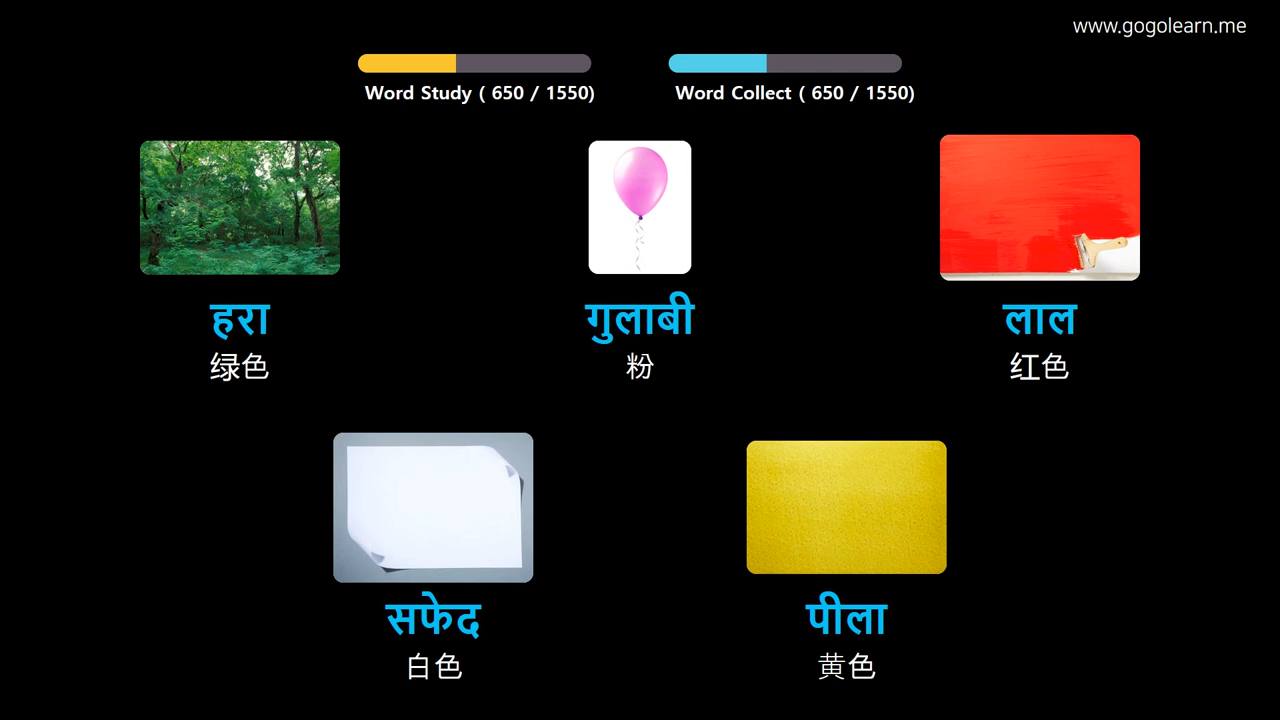 www.gogolearn.me
Word Study ( 650 / 1550)
Word Collect ( 650 / 1550)
हरा
绿色
गुलाबी
粉
लाल
红色
सफेद
白色
पीला
黄色